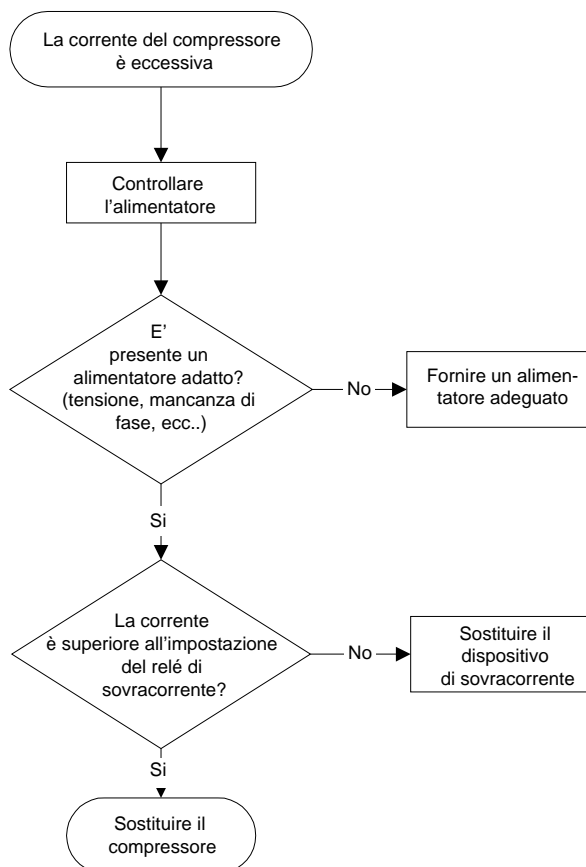 La corrente del compressore
è eccessiva
Controllare
l'alimentatore
E'
presente un
alimentatore adatto?
(tensione, mancanza di
fase, ecc..)
No
Fornire un alimen-
tatore adeguato
Si
La corrente
è superiore all'impostazione
del relé di
sovracorrente?
No
Sostituire il
dispositivo
di sovracorrente
Si
Sostituire il
compressore